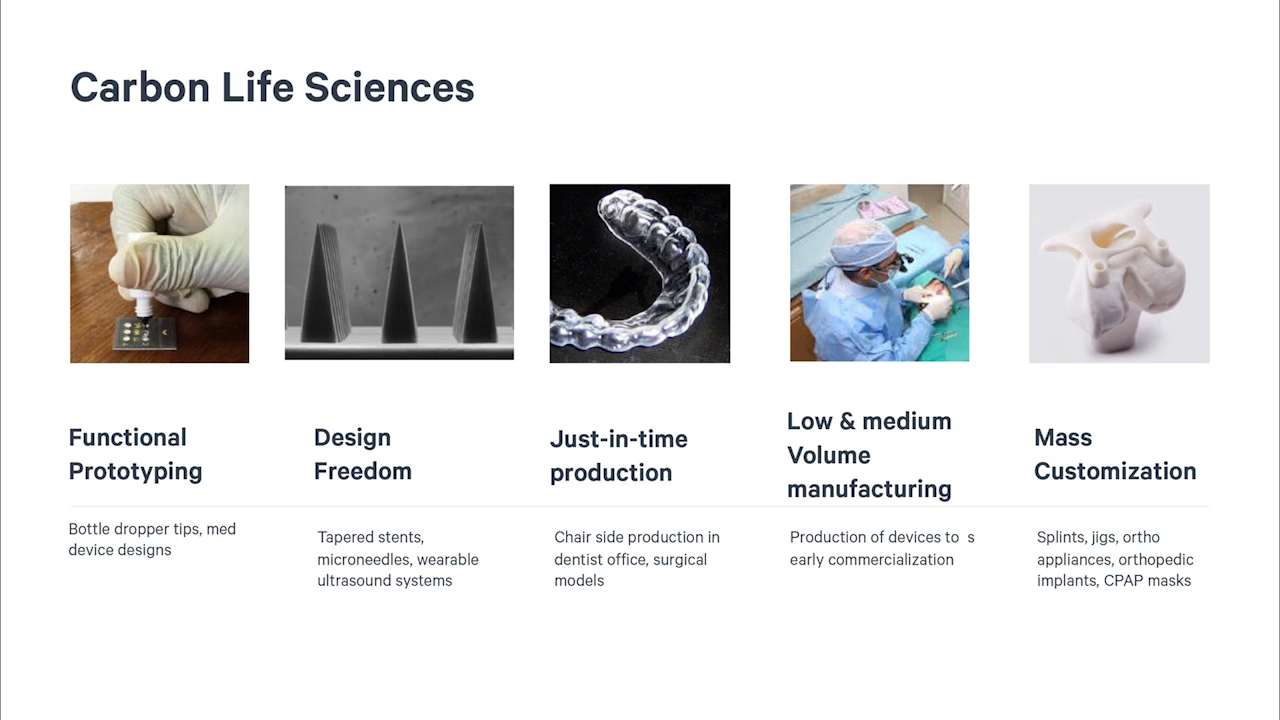 Carbon Life Sciences
Functional
Prototyping
Bottle dropper tips, med
device designs
Design
Freedom
Tapered stents,
microneedles, wearable
ultrasound systems
Just-in-time
production
Chair side production in
dentist office, surgical
models
Low & medium
Volume
manufacturing
Production of devices to s
early commercialization
Mass
Customization
Splints, jigs, ortho
appliances, orthopedic
implants, CPAP masks